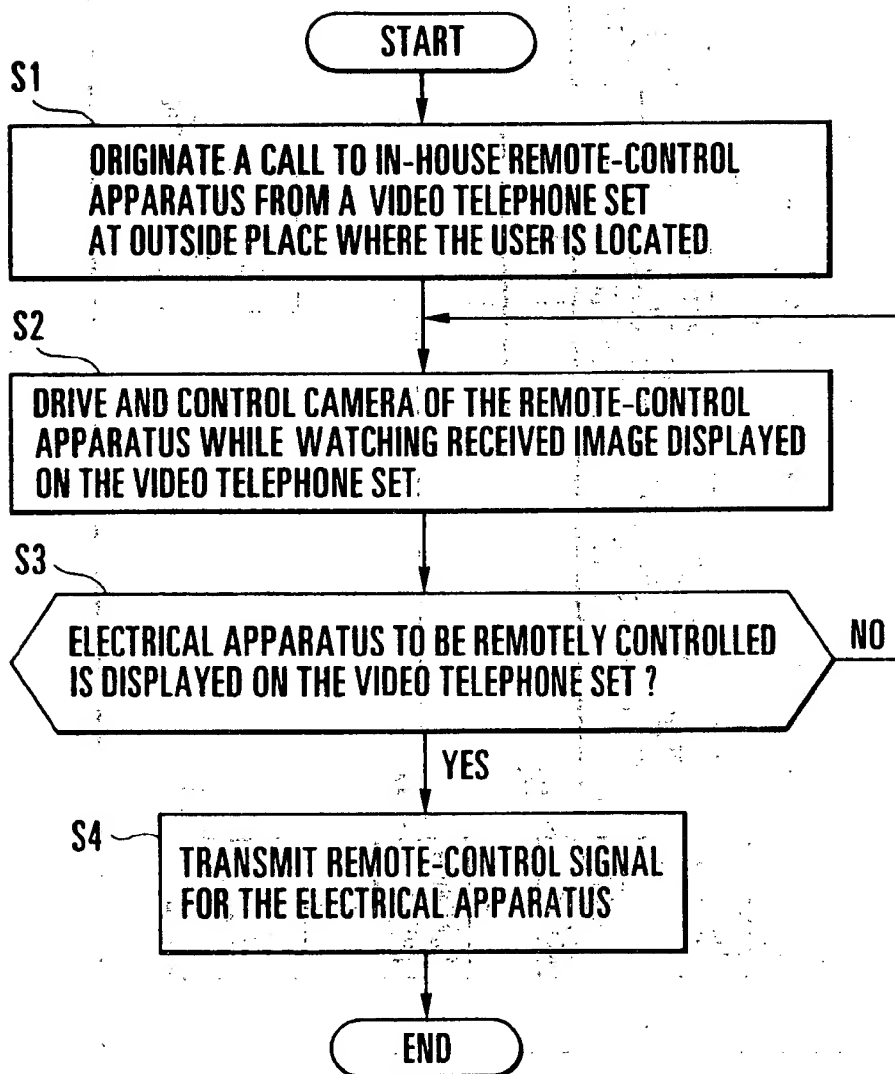 START
S1
ORIGINATE A CALL TO IN-HOUSE REMOTE-CONTROL
APPARATUS FROM A VIDEO TELEPHONE SET
AT OUTSIDE PLACE WHERE THE USER IS LOCATED
S2
DRIVE AND CONTROL CAMERA OF THE REMOTE-CONTROL
APPARATUS WHILE WATCHING RECEIVED IMAGE DISPLAYED
ON THE VIDEO TELEPHONE SET
S3
ELECTRICAL APPARATUS TO BE REMOTELY CONTROLLED
IS DISPLAYED ON THE VIDEO TELEPHONE SET ?
NO
YES
S4
TRANSMIT REMOTE-CONTROL SIGNAL
FOR THE ELECTRICAL APPARATUS
END